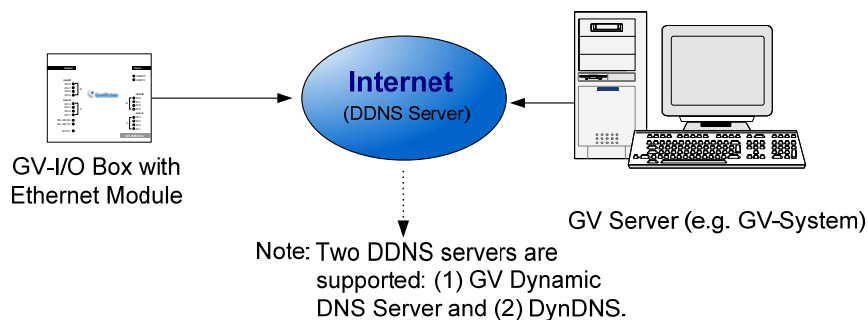 Internet
(DDNS Server)
GV-I/O Box with
Ethernet Module
GV Server (e.g. GV-System)
Note: Two DDNS servers are
supported: (1) GV Dynamic
DNS Server and (2) DynDNS.